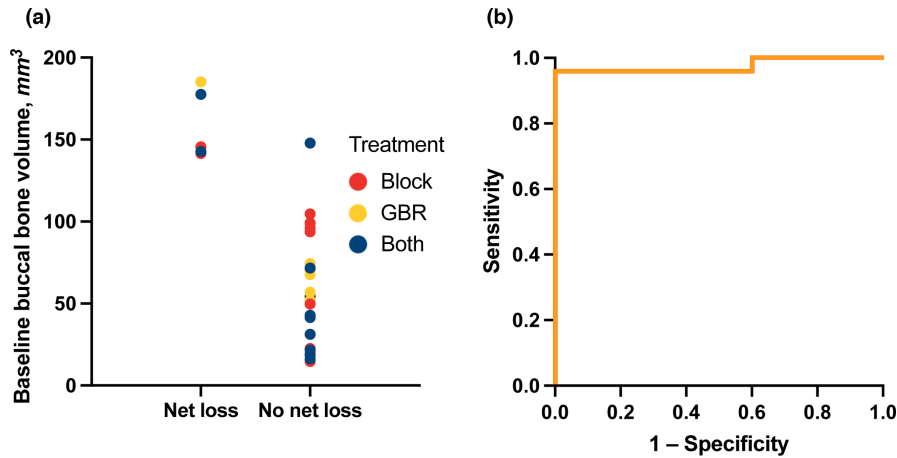 (a)
Baseline buccal bone volume, mm³
200
150
100
50
0
Net loss
No net loss
Treatment
Block
GBR
Both
(b)
Sensitivity
1.0
0.8
0.6
0.4
0.2
0.0
0.0 0.2 0.4 0.6 0.8 1.0
1 – Specificity